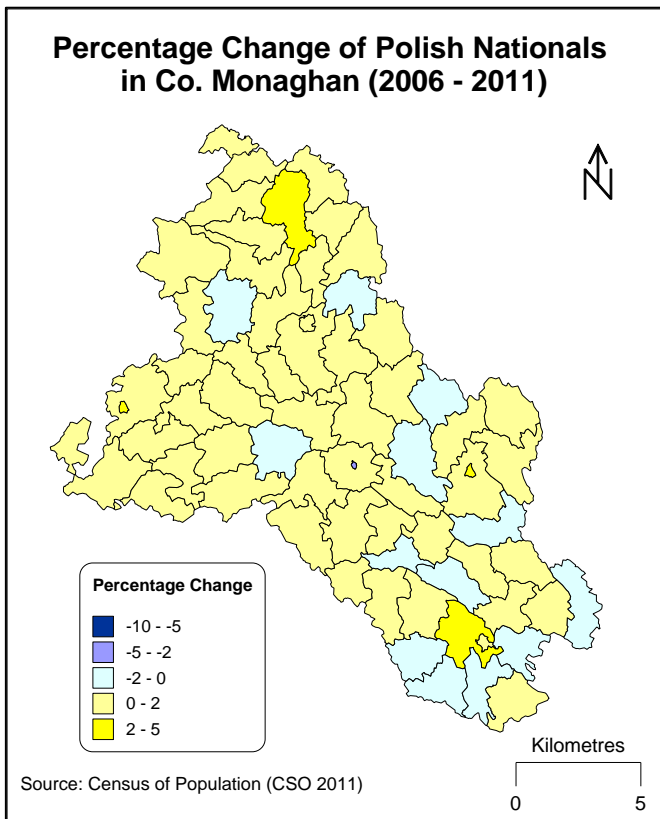 Percentage Change of Polish Nationals
in Co. Monaghan (2006 - 2011)
N
Percentage Change
-10 - -5
-5 - -2
-2 - 0
0 - 2
2 - 5
Kilometres
0 5
Source: Census of Population (CSO 2011)